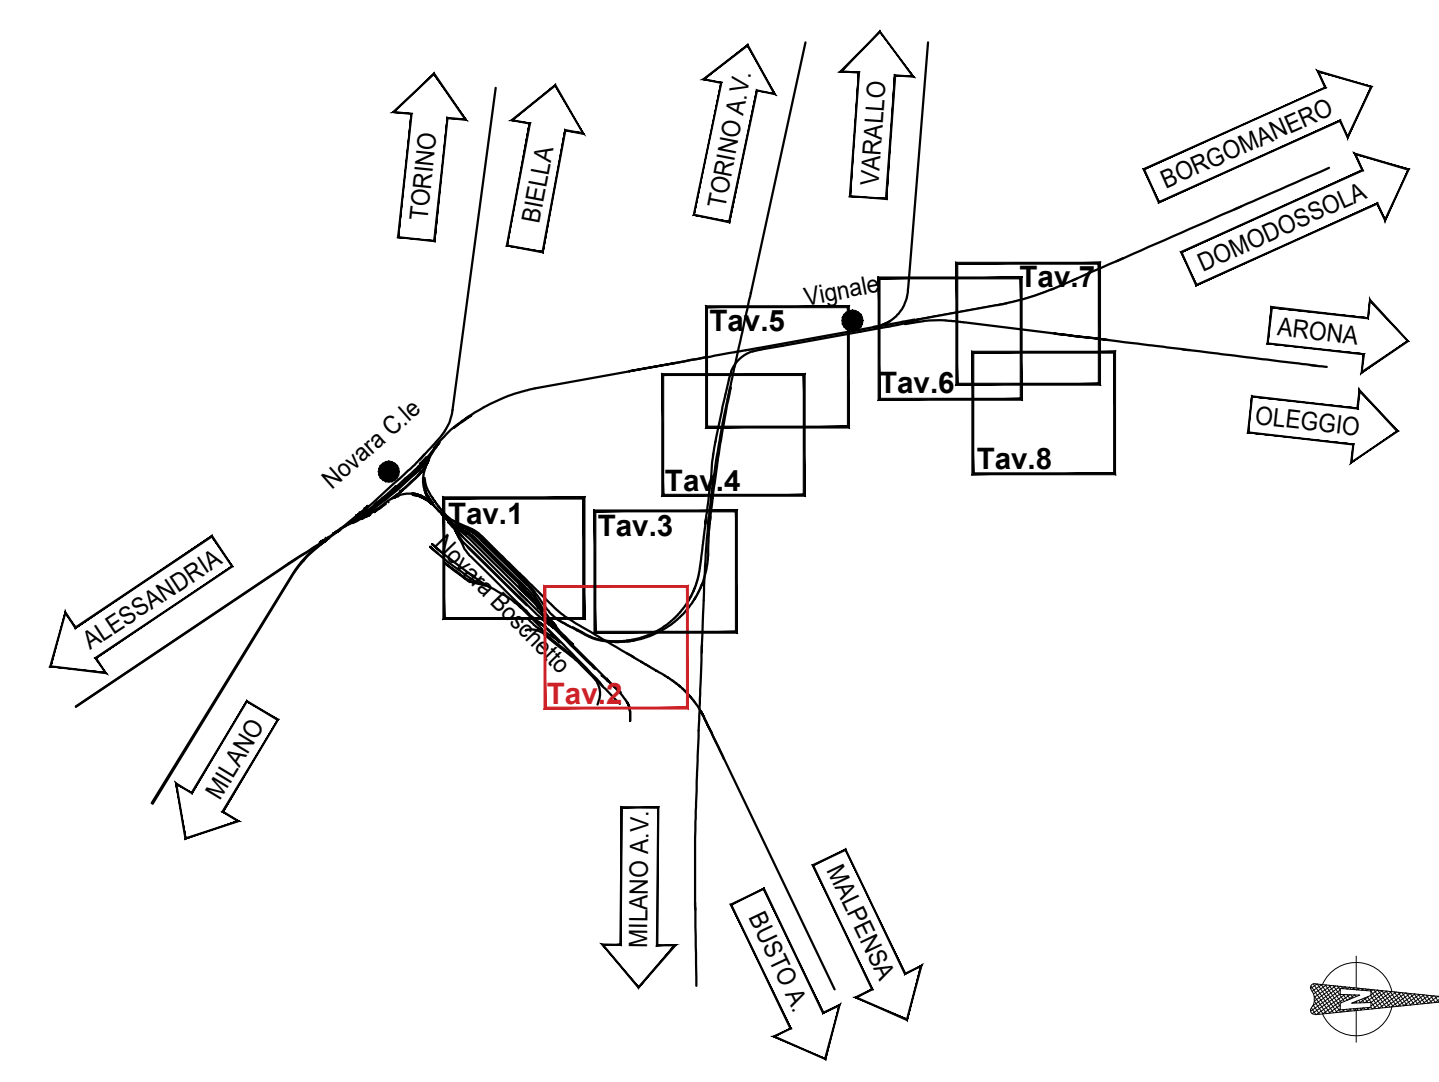 TORINO
BIELLA
TORINO A.V.
VARALLO
BORGOMANERO
DOMODOSSOLA
Vignale
Tav.7
Tav.5
ARONA
Tav.6
OLEGGIO
Novara C.le
Tav.8
Tav.4
Tav.1
Tav.3
Novara Boschetto
ALESSANDRIA
Tav.2
MILANO
MILANO A.V.
MALPENSA
BUSTO A.
N